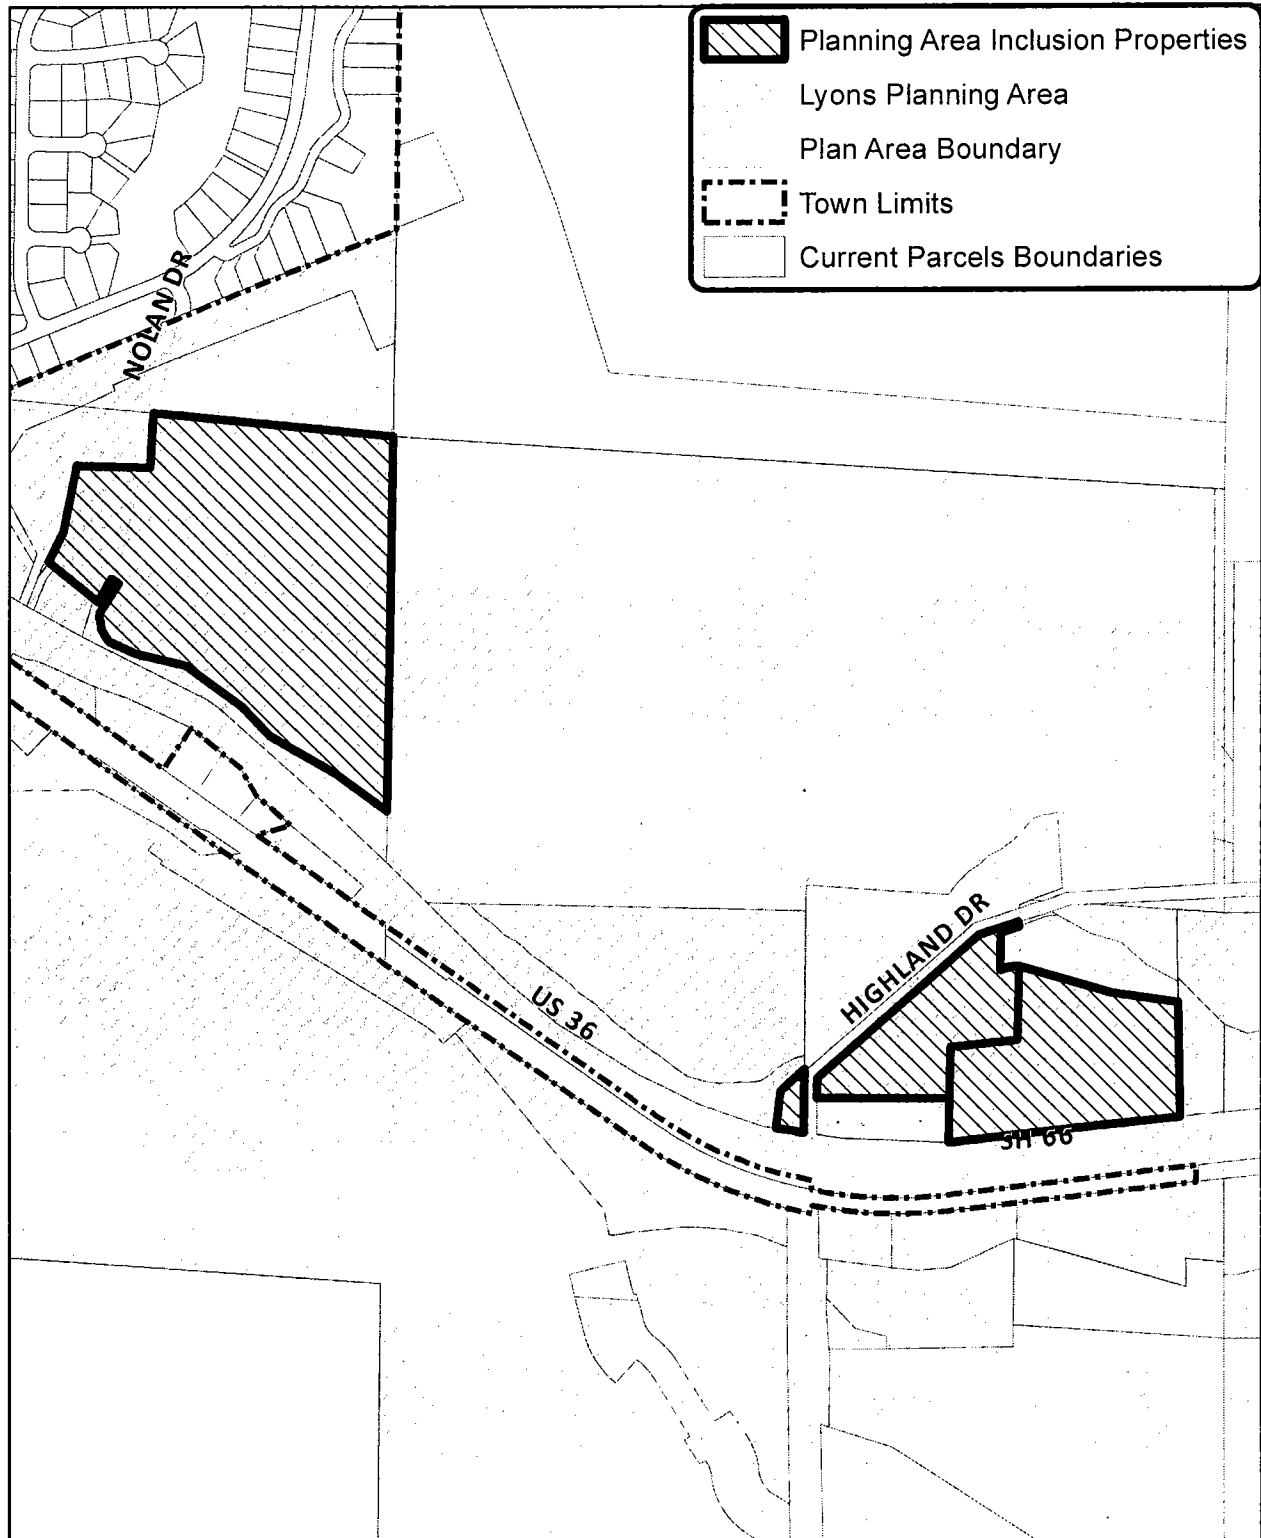 Planning Area Inclusion Properties
Lyons Planning Area
Plan Area Boundary
Town Limits
Current Parcels Boundaries
NOLAN DR
HIGHLAND DR
US 36
SH 66